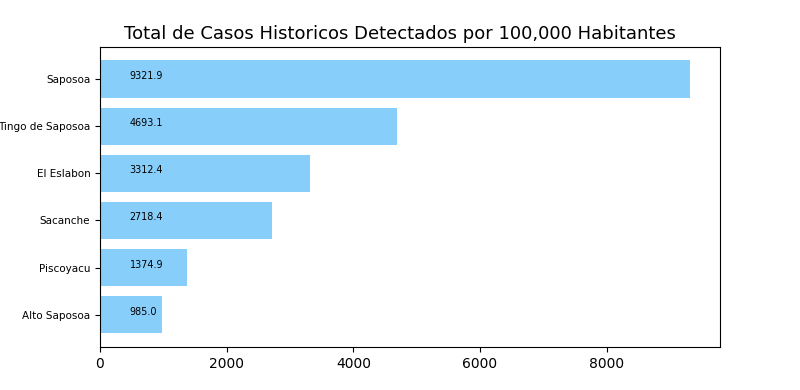 Total de Casos Historicos Detectados por 100,000 Habitantes
Saposoa 9321.9
Tingo de Saposoa 4693.1
El Eslabon 3312.4
Sacanche 2718.4
Piscoyacu 1374.9
Alto Saposoa 985.0
0 2000 4000 6000 8000